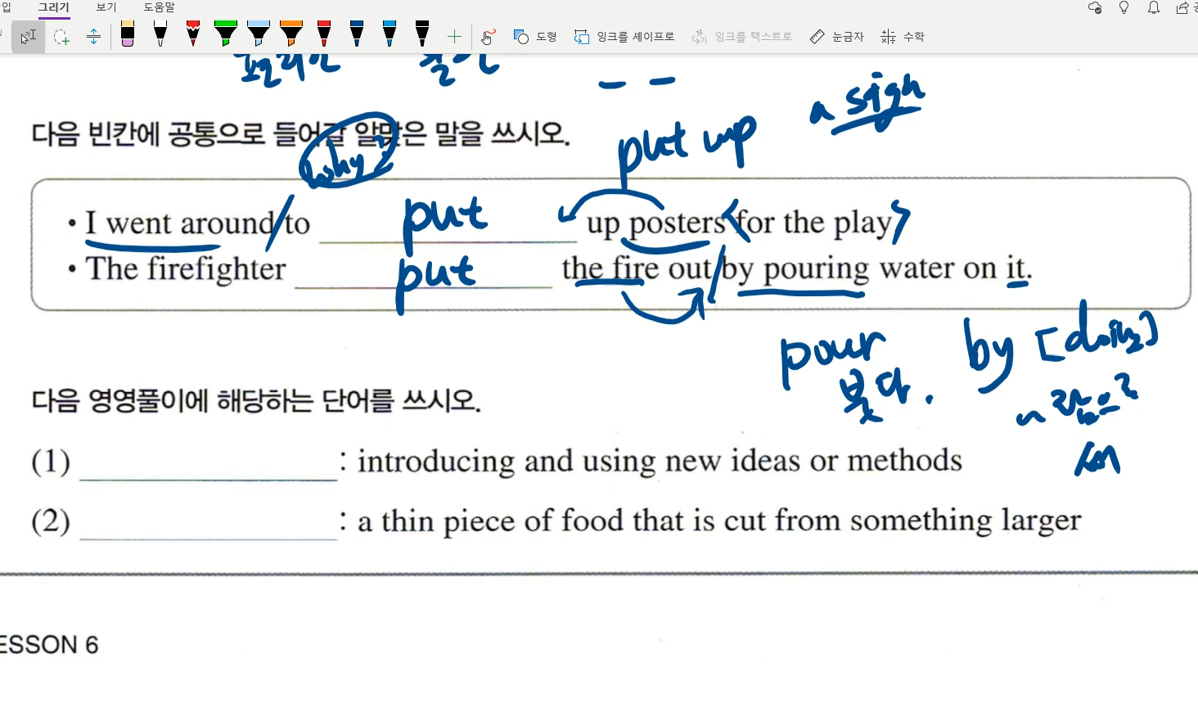 그리기 보기 도움말
도형 잉크를 셰이프로 잉크를 텍스트로 눈금자 수학
a sign
put up
다음 빈칸에 공통으로 들어갈 알맞은 말을 쓰시오.
why?
• I went around/to put up posters <for the play>
• The firefighter put the fire out/by pouring water on it.
pour by [doing]
붓다.
다음 영영풀이에 해당하는 단어를 쓰시오.
(1) : introducing and using new ideas or methods
(2) : a thin piece of food that is cut from something larger
ESSON 6